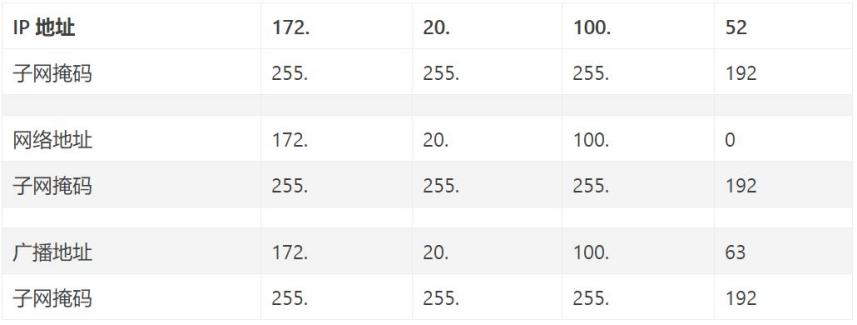 IP 地址 172. 20. 100. 52
子网掩码 255. 255. 255. 192
网络地址 172. 20. 100. 0
子网掩码 255. 255. 255. 192
广播地址 172. 20. 100. 63
子网掩码 255. 255. 255. 192